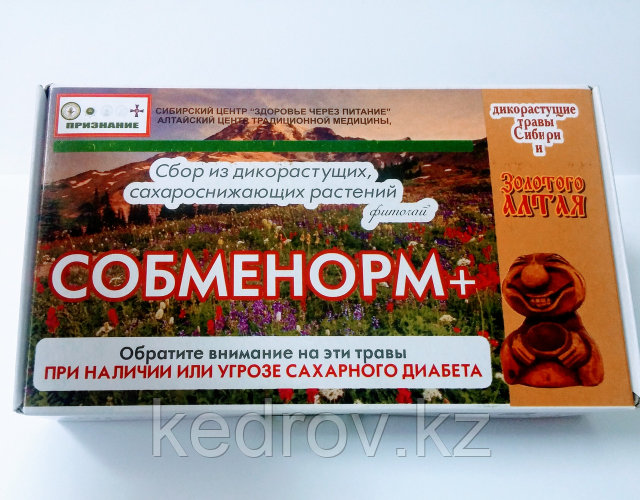 ПРИЗНАНИЕ
СИБИРСКИЙ ЦЕНТР "ЗДОРОВЬЕ ЧЕРЕЗ ПИТАНИЕ"
АЛТАЙСКИЙ ЦЕНТР ТРАДИЦИОННОЙ МЕДИЦИНЫ,
Сбор из дикорастущих,
сахароснижающих растений
фиточай
СОБМЕНОРМ+
Обратите внимание на эти травы
ПРИ НАЛИЧИИ ИЛИ УГРОЗЕ САХАРНОГО ДИАБЕТА
дикорастущие
травы
Сибири
и
ЗОЛОТОГО
АЛТАЯ
kedrov.kz